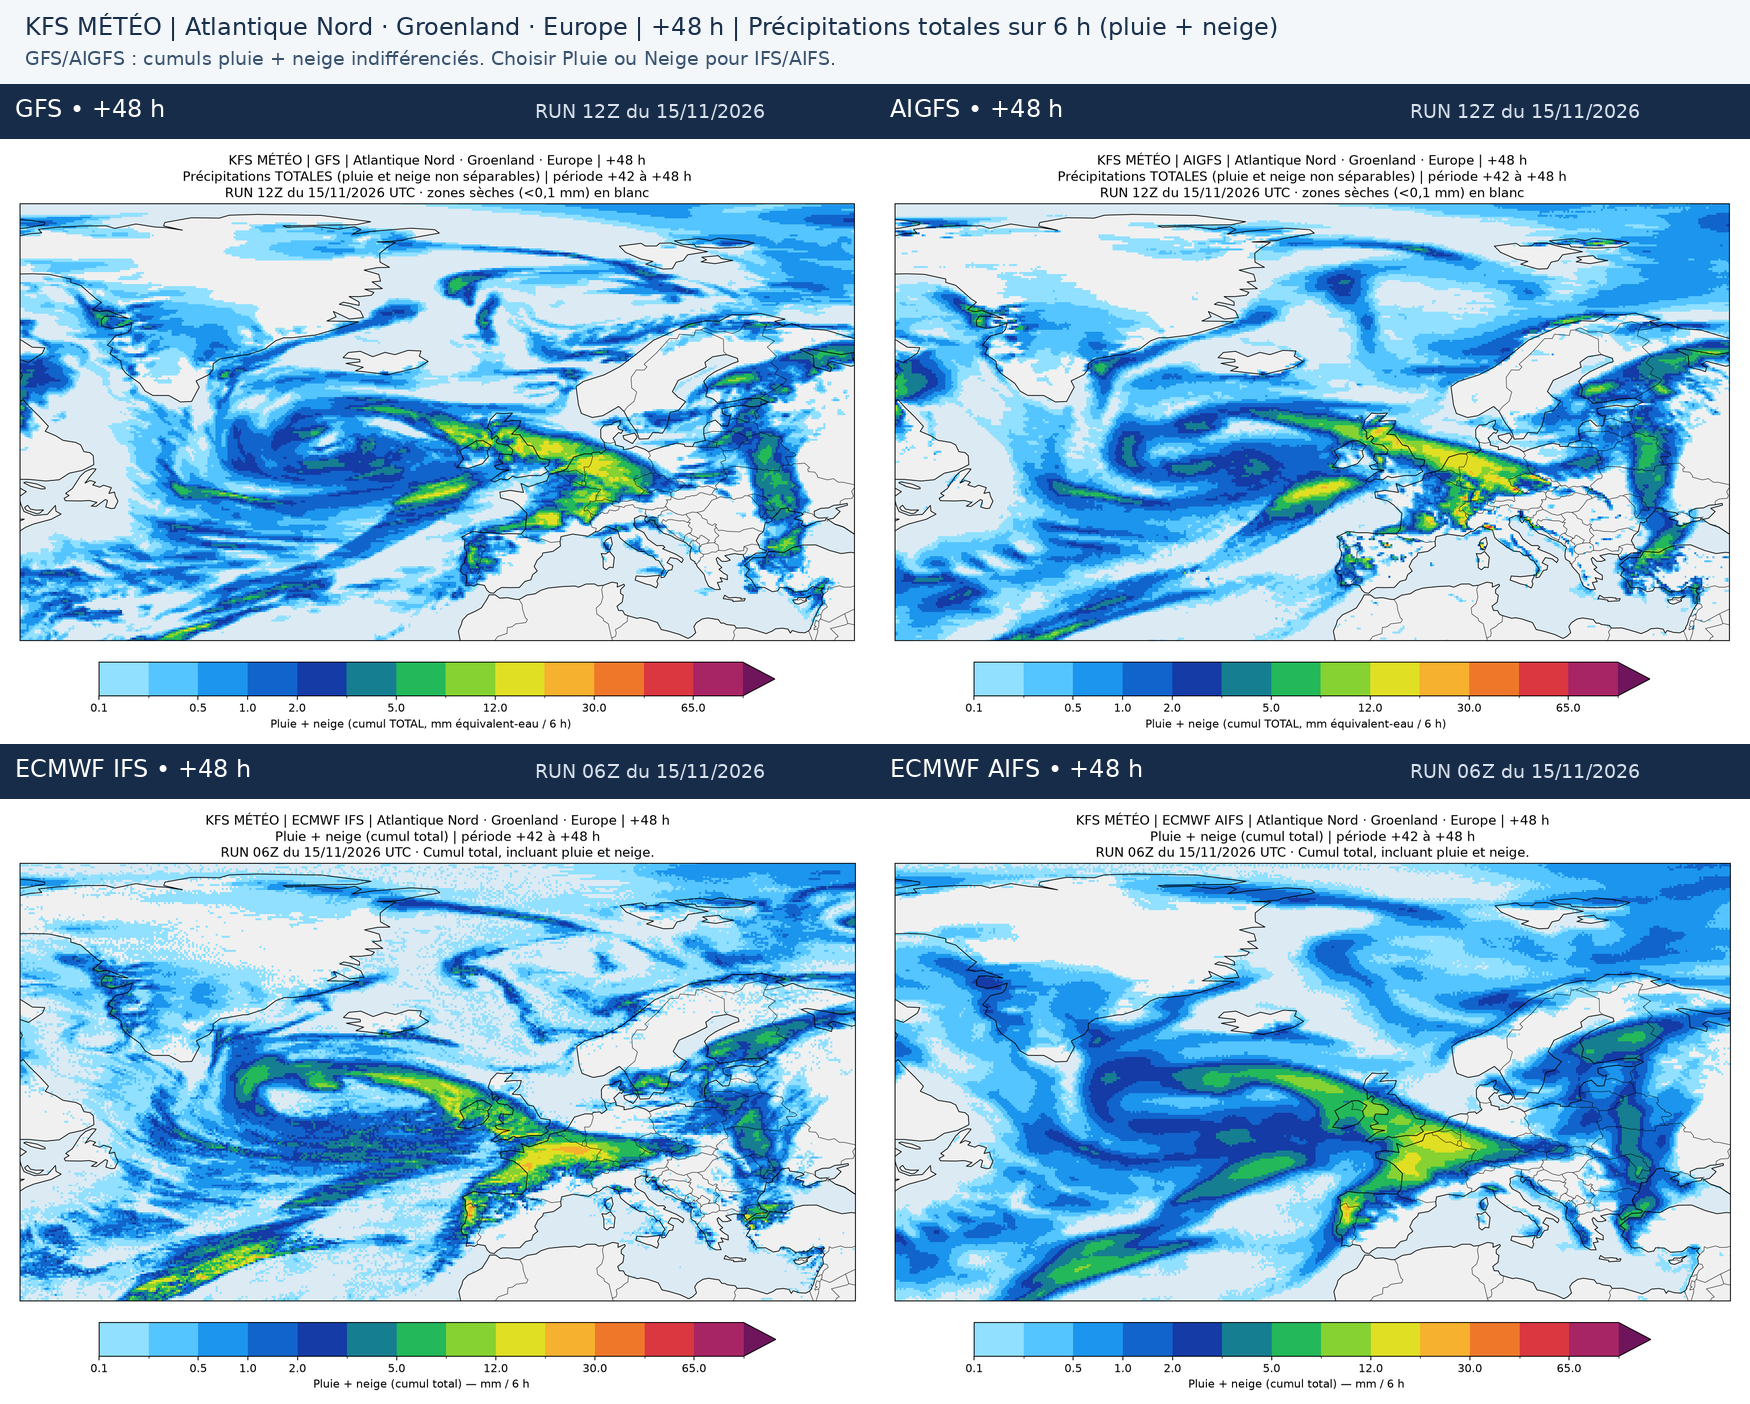 KFS MÉTÉO | Atlantique Nord · Groenland · Europe | +48 h | Précipitations totales sur 6 h (pluie + neige)
GFS/AIGFS : cumuls pluie + neige indifférenciés. Choisir Pluie ou Neige pour IFS/AIFS.
GFS • +48 h
RUN 12Z du 15/11/2026
AIGFS • +48 h
RUN 12Z du 15/11/2026
KFS MÉTÉO | GFS | Atlantique Nord · Groenland · Europe | +48 h
Précipitations TOTALES (pluie et neige non séparables) | période +42 à +48 h
RUN 12Z du 15/11/2026 UTC · zones sèches (<0,1 mm) en blanc
KFS MÉTÉO | AIGFS | Atlantique Nord · Groenland · Europe | +48 h
Précipitations TOTALES (pluie et neige non séparables) | période +42 à +48 h
RUN 12Z du 15/11/2026 UTC · zones sèches (<0,1 mm) en blanc
0.1 0.5 1.0 2.0 5.0 12.0 30.0 65.0
Pluie + neige (cumul TOTAL, mm équivalent-eau / 6 h)
0.1 0.5 1.0 2.0 5.0 12.0 30.0 65.0
Pluie + neige (cumul TOTAL, mm équivalent-eau / 6 h)
ECMWF IFS • +48 h
RUN 06Z du 15/11/2026
ECMWF AIFS • +48 h
RUN 06Z du 15/11/2026
KFS MÉTÉO | ECMWF IFS | Atlantique Nord · Groenland · Europe | +48 h
Pluie + neige (cumul total) | période +42 à +48 h
RUN 06Z du 15/11/2026 UTC · Cumul total, incluant pluie et neige.
KFS MÉTÉO | ECMWF AIFS | Atlantique Nord · Groenland · Europe | +48 h
Pluie + neige (cumul total) | période +42 à +48 h
RUN 06Z du 15/11/2026 UTC · Cumul total, incluant pluie et neige.
0.1 0.5 1.0 2.0 5.0 12.0 30.0 65.0
Pluie + neige (cumul total) — mm / 6 h
0.1 0.5 1.0 2.0 5.0 12.0 30.0 65.0
Pluie + neige (cumul total) — mm / 6 h